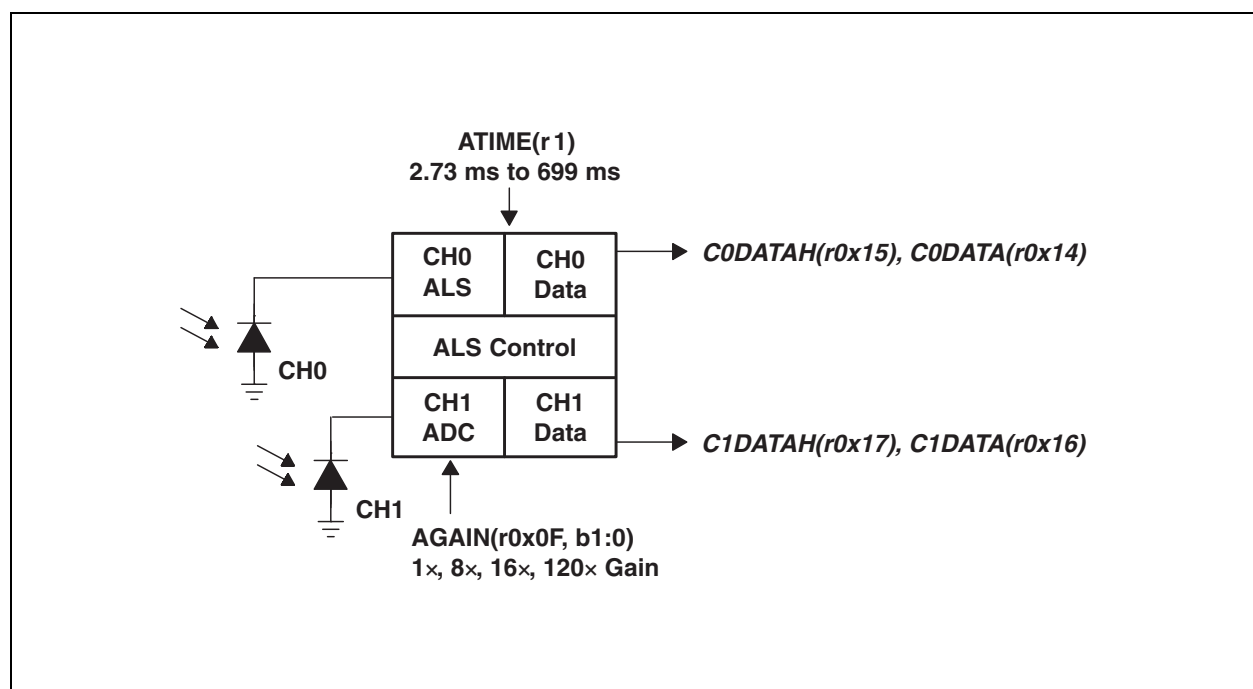 ATIME(r 1)
2.73 ms to 699 ms
CH0
ALS
CH0
Data
C0DATAH(r0x15), C0DATA(r0x14)
ALS Control
CH0
CH1
ADC
CH1
Data
C1DATAH(r0x17), C1DATA(r0x16)
CH1
AGAIN(r0x0F, b1:0)
1×, 8×, 16×, 120× Gain